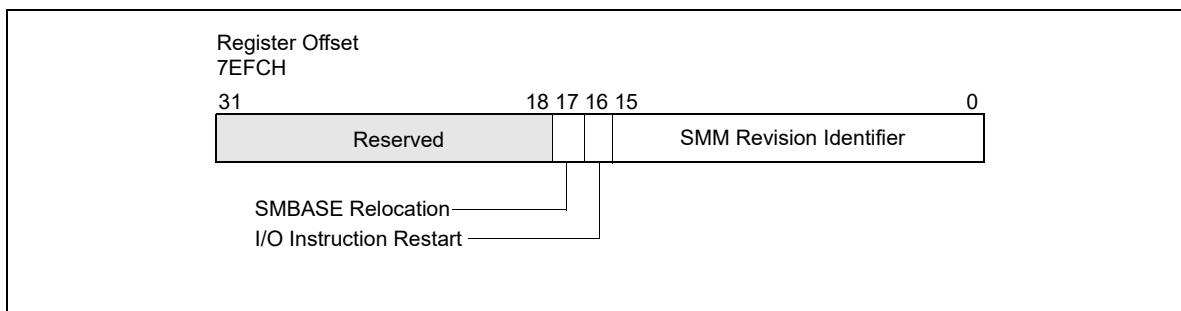 Register Offset
7EFCH
31 18 17 16 15 0
Reserved SMM Revision Identifier
SMBASE Relocation
I/O Instruction Restart